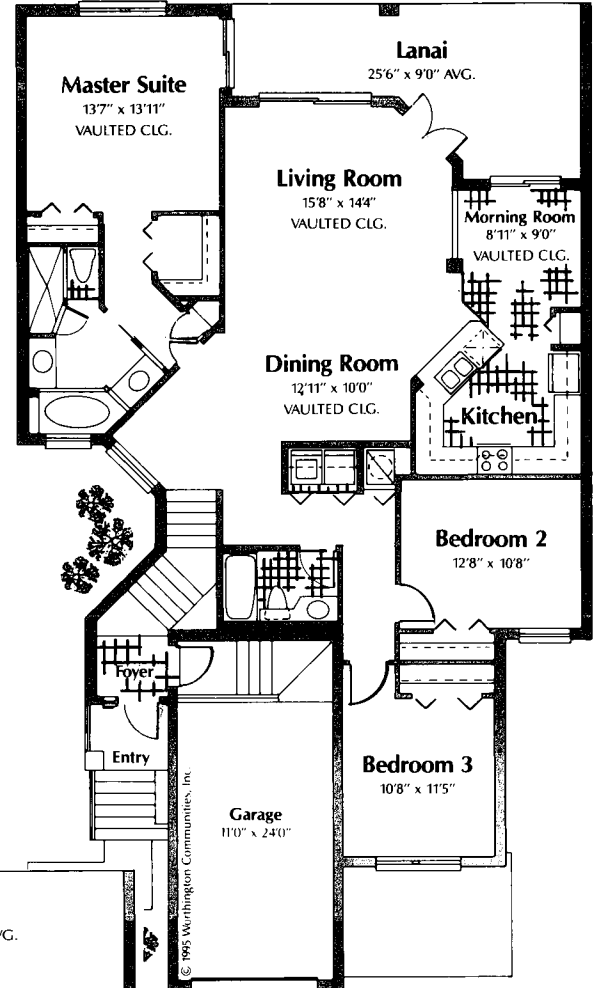 Lanai
25'6" x 9'0" AVG.
Master Suite
13'7" x 13'11"
VAULTED CLG.
Living Room
15'8" x 14'4"
VAULTED CLG.
Morning Room
8'11" x 9'0"
VAULTED CLG.
Dining Room
12'11" x 10'0"
VAULTED CLG.
Kitchen
Bedroom 2
12'8" x 10'8"
Foyer
Entry
Bedroom 3
10'8" x 11'5"
Garage
11'0" x 24'0"
© 1995 Worthington Communities, Inc.
VG.